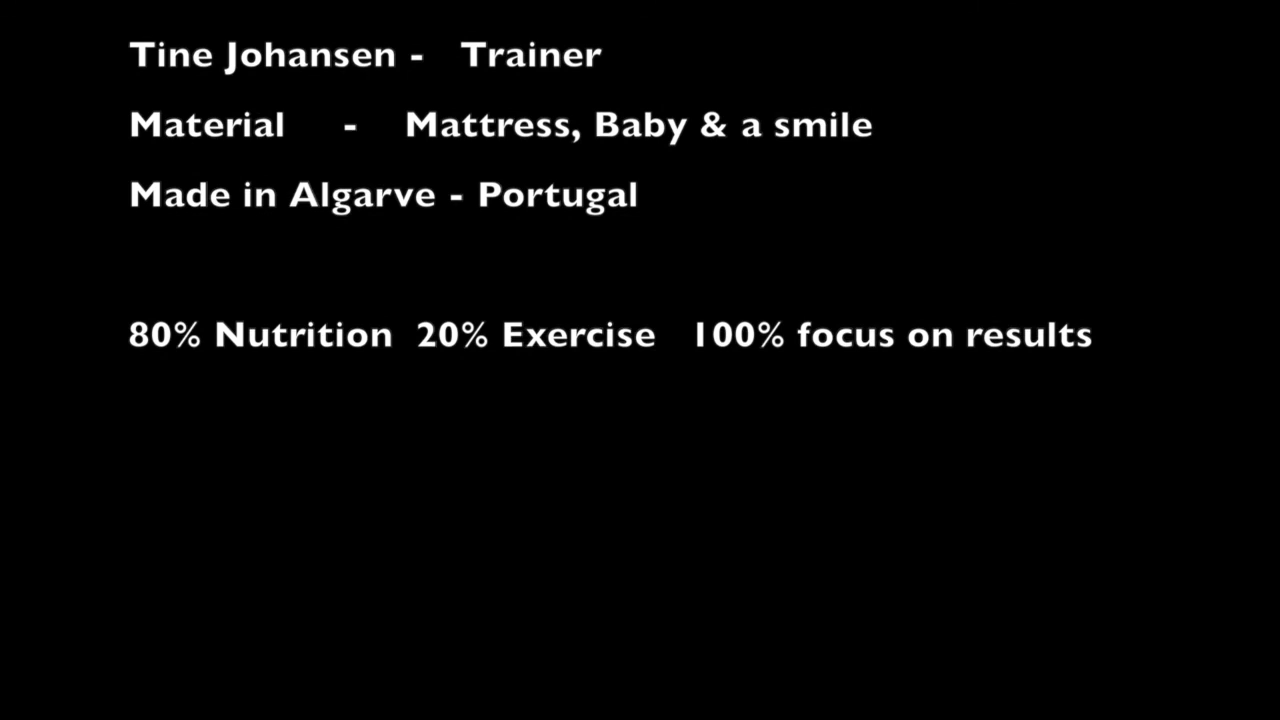 Tine Johansen - Trainer
Material - Mattress, Baby & a smile
Made in Algarve - Portugal
80% Nutrition 20% Exercise 100% focus on results